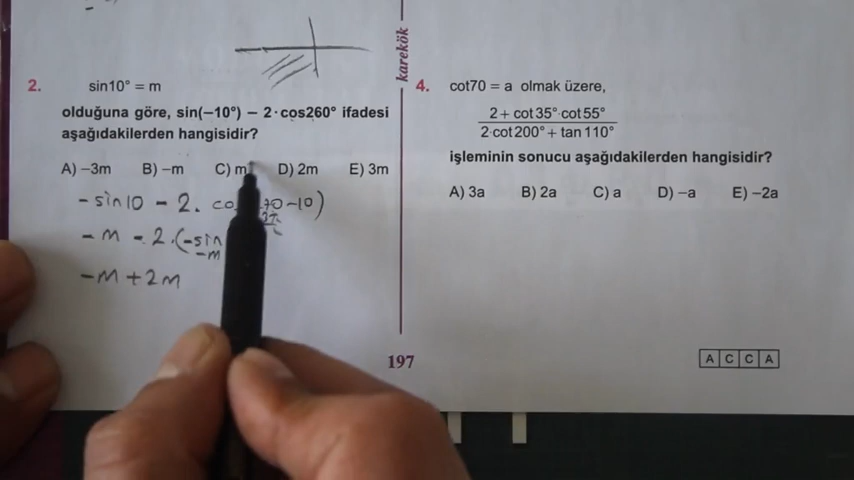 2. sin10° = m
olduğuna göre, sin(–10°) – 2·cos260° ifadesi
aşağıdakilerden hangisidir?
A) –3m B) –m C) m D) 2m E) 3m
- sin10 - 2.
- m - 2.(-sin
-m
-m + 2m
karekök
4. cot70 = a olmak üzere,
2 + cot35°·cot55°
2·cot200° + tan110°
işleminin sonucu aşağıdakilerden hangisidir?
A) 3a B) 2a C) a D) –a E) –2a
197
A C C A